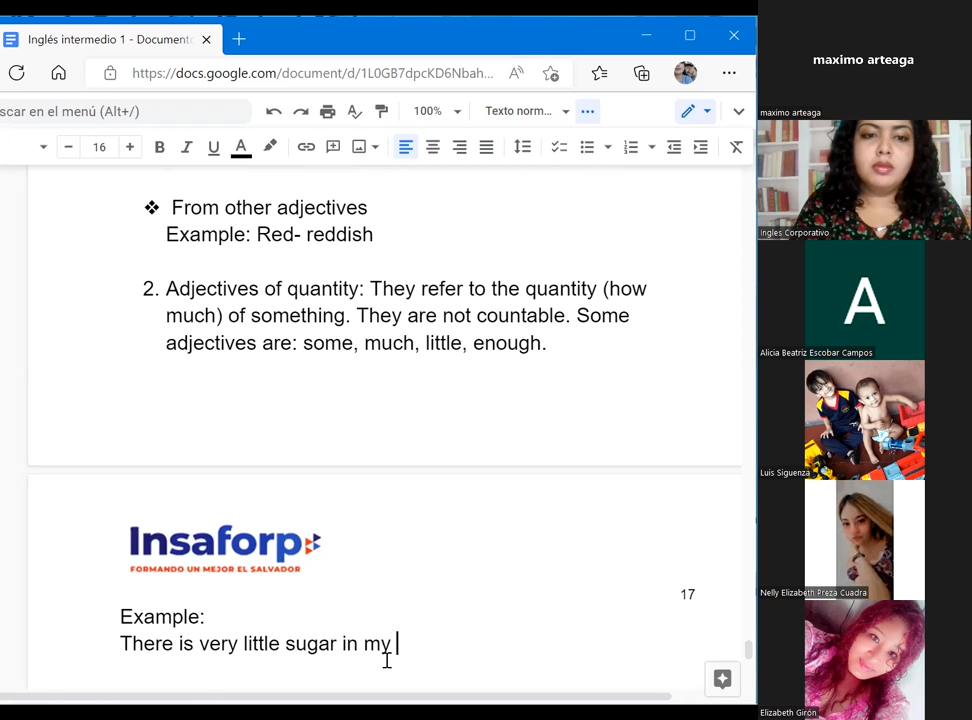 Inglés intermedio 1 - Documento
https://docs.google.com/document/d/1L0GB7dpcKD6Nbah...
scar en el menú (Alt+/)
100%
Texto norm...
16
❖ From other adjectives
Example: Red- reddish
2. Adjectives of quantity: They refer to the quantity (how
much) of something. They are not countable. Some
adjectives are: some, much, little, enough.
Insaforp
FORMANDO UN MEJOR EL SALVADOR
17
Example:
There is very little sugar in my
maximo arteaga
maximo arteaga
Ingles Corporativo
A
Alicia Beatriz Escobar Campos
Luis Siguenza
Nelly Elizabeth Preza Cuadra
Elizabeth Girón